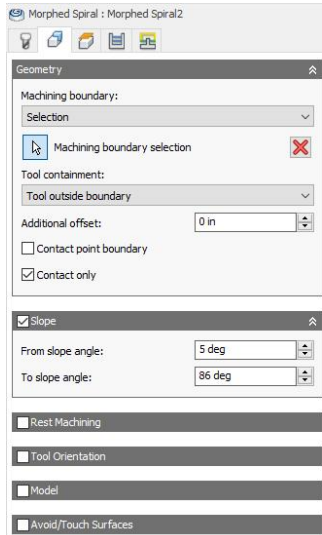 Morphed Spiral : Morphed Spiral2
Geometry
Machining boundary:
Selection
Machining boundary selection
Tool containment:
Tool outside boundary
Additional offset: 0 in
Contact point boundary
Contact only
Slope
From slope angle: 5 deg
To slope angle: 86 deg
Rest Machining
Tool Orientation
Model
Avoid/Touch Surfaces